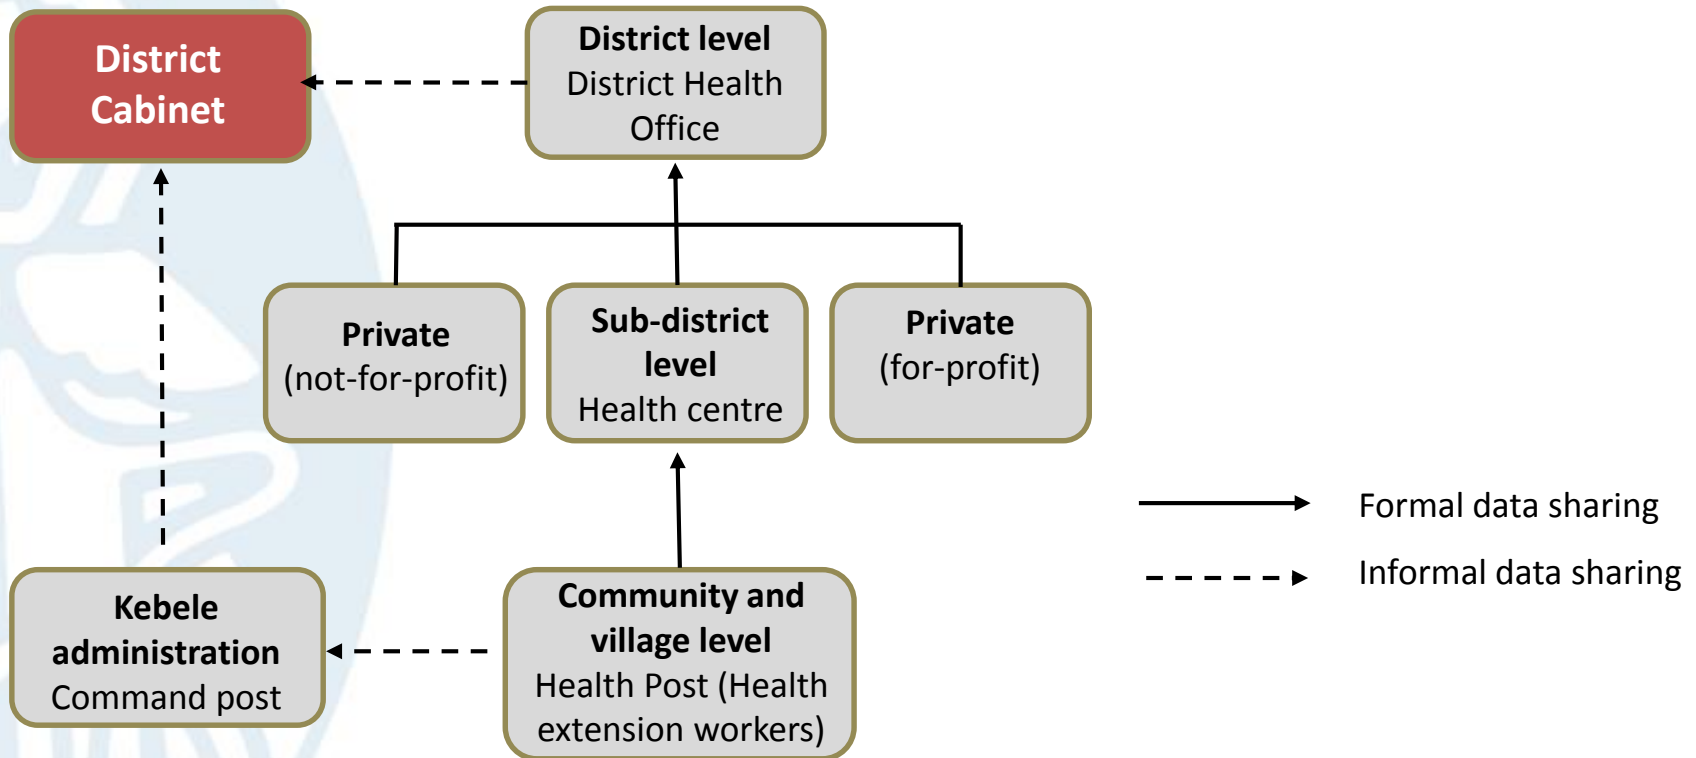 District
Cabinet
District level
District Health
Office
Private
(not-for-profit)
Sub-district
level
Health centre
Private
(for-profit)
Formal data sharing
Informal data sharing
Kebele
administration
Command post
Community and
village level
Health Post (Health
extension workers)